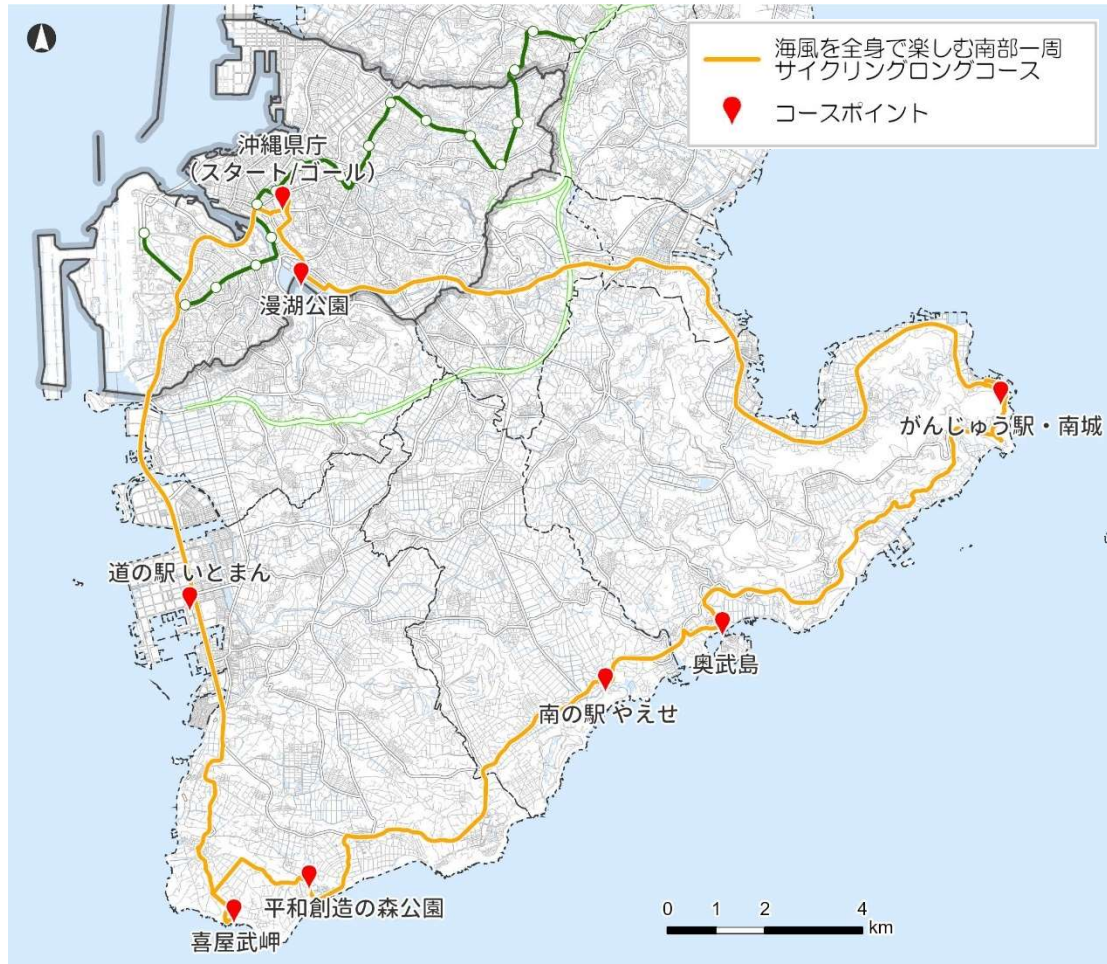 海風を全身で楽しむ南部一周
サイクリングロングコース
コースポイント
沖縄県庁
(スタート/ゴール)
漫湖公園
がんじゅう駅・南城
道の駅 いとまん
奥武島
南の駅 やえせ
平和創造の森公園
喜屋武岬
0 1 2 4
km